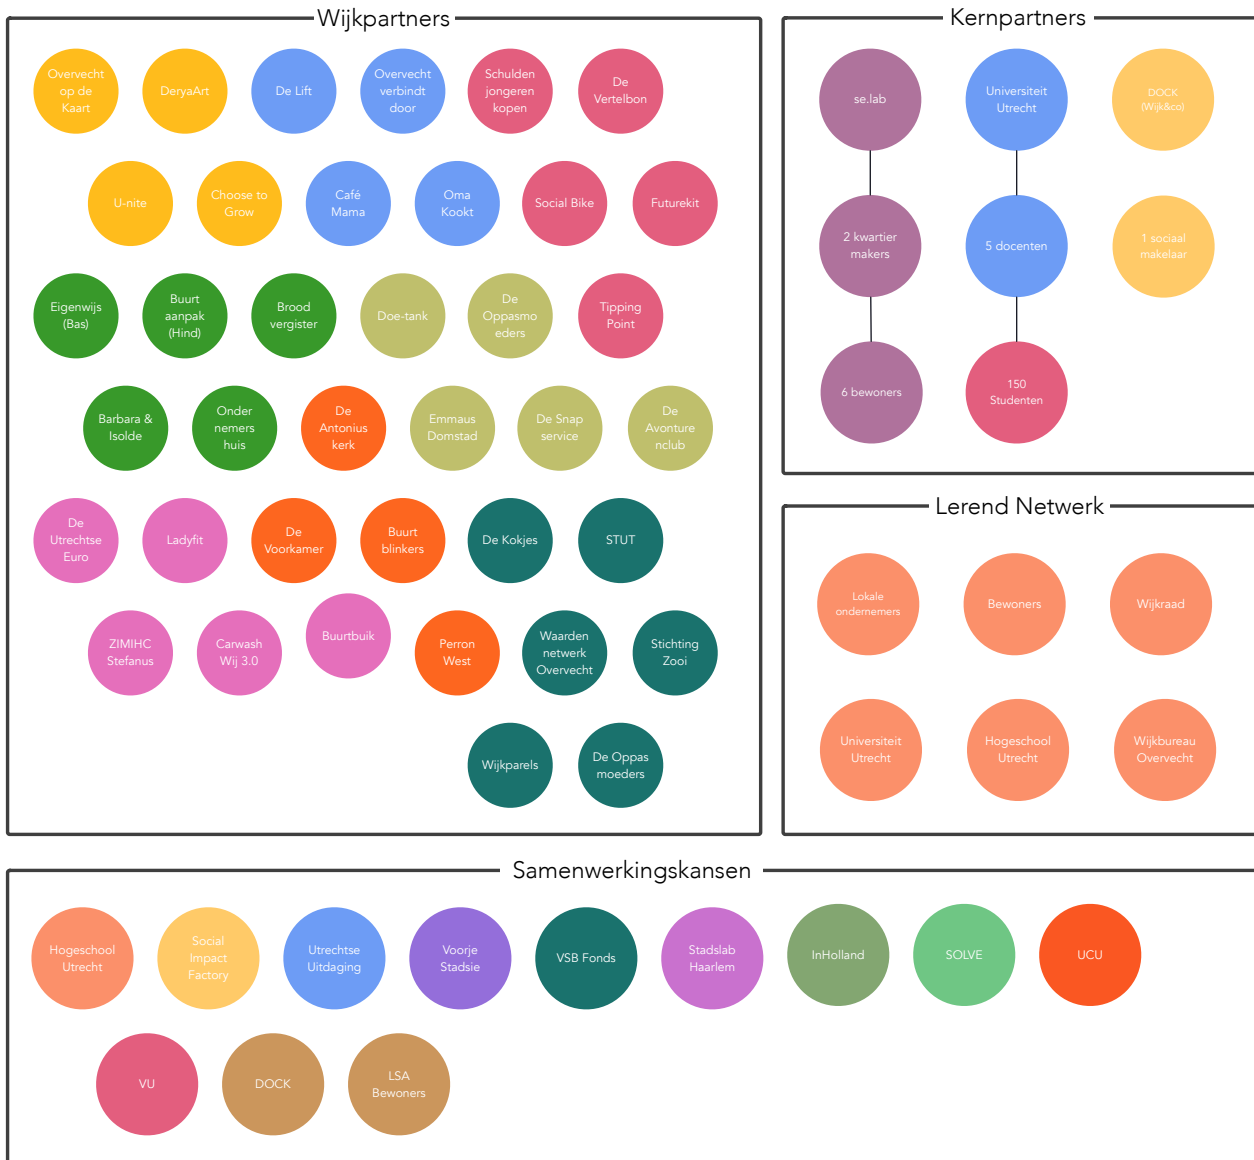 Wijkpartners
Overvecht
op de
Kaart
DeryaArt
De Lift
Overvecht
verbindt
door
Schulden
jongeren
kopen
De
Vertelbon
U-nite
Choose to
Grow
Café
Mama
Oma
Kookt
Social Bike
Futurekit
Eigenwijs
(Bas)
Buurt
aanpak
(Hind)
Brood
vergister
Doe-tank
De
Oppasmo
eders
Tipping
Point
Barbara &
Isolde
Onder
nemers
huis
De
Antonius
kerk
Emmaus
Domstad
De Snap
service
De
Avonture
nclub
De
Utrechtse
Euro
Ladyfit
De
Voorkamer
Buurt
blinkers
De Kokjes
STUT
ZIMIHC
Stefanus
Carwash
Wij 3.0
Buurtbuik
Perron
West
Waarden
netwerk
Overvecht
Stichting
Zooi
Wijkparels
De Oppas
moeders
Kernpartners
se.lab
Universiteit
Utrecht
DOCK
(Wijk&co)
2 kwartier
makers
5 docenten
1 sociaal
makelaar
6 bewoners
150
Studenten
Lerend Netwerk
Lokale
ondernemers
Bewoners
Wijkraad
Universiteit
Utrecht
Hogeschool
Utrecht
Wijkbureau
Overvecht
Samenwerkingskansen
Hogeschool
Utrecht
Social
Impact
Factory
Utrechtse
Uitdaging
Voorje
Stadsie
VSB Fonds
Stadslab
Haarlem
InHolland
SOLVE
UCU
VU
DOCK
LSA
Bewoners